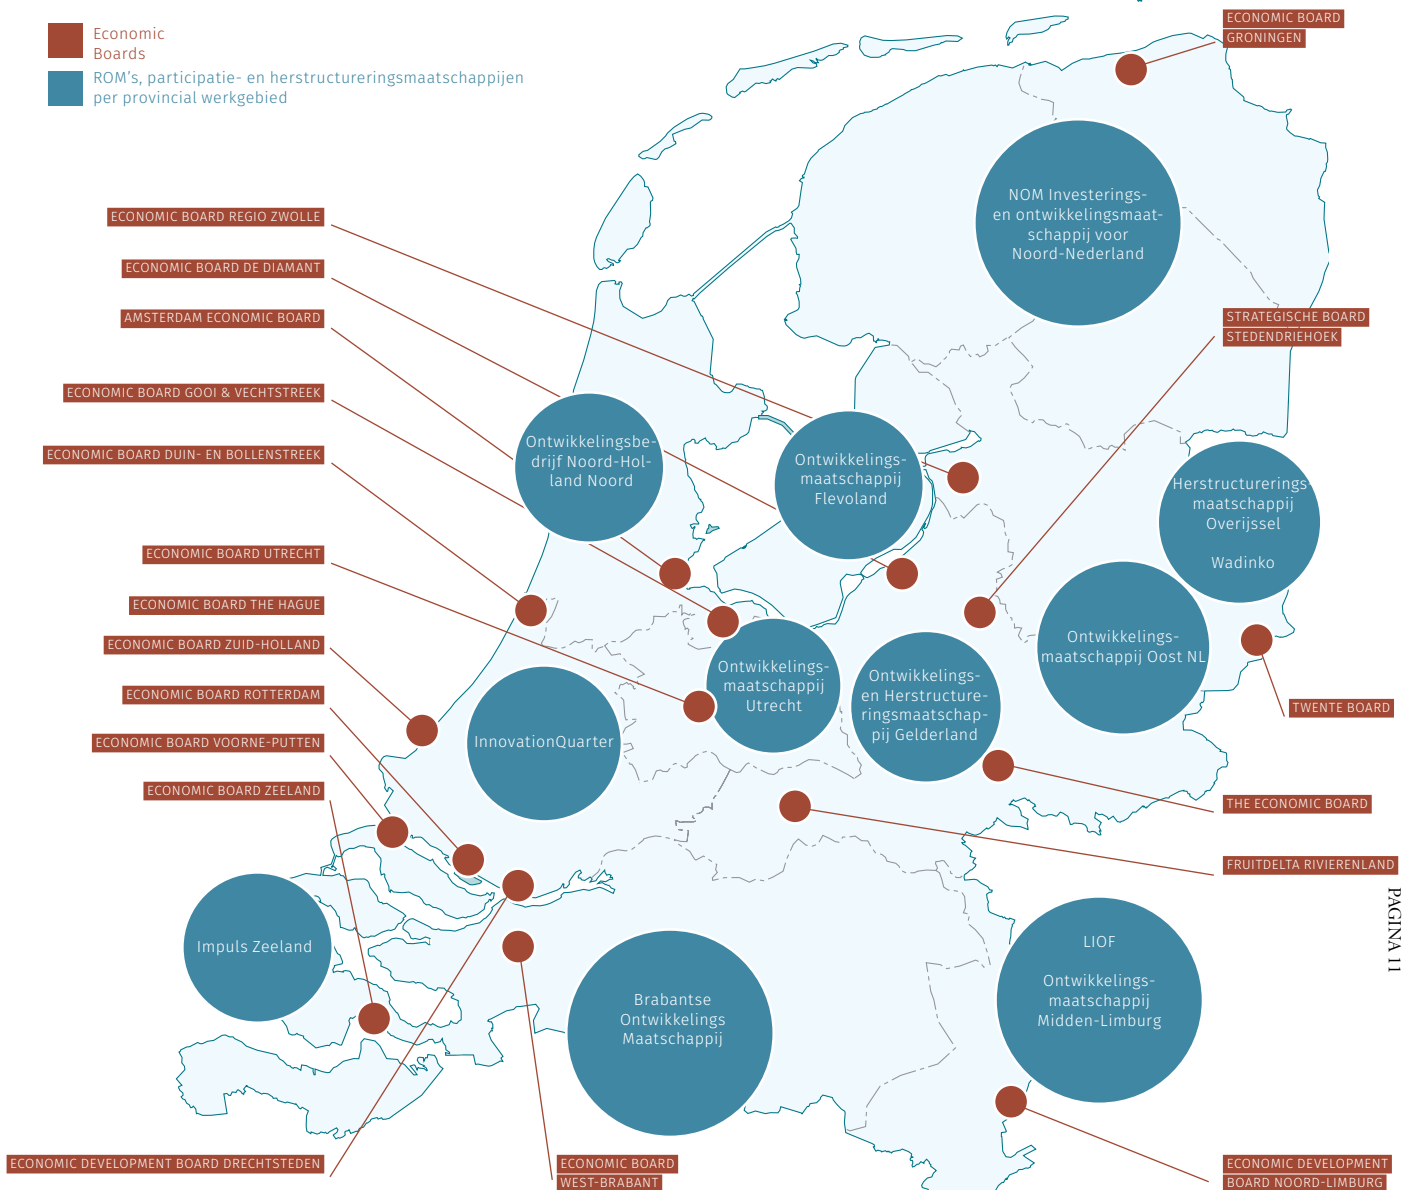 Economic
Boards
ROM's, participatie- en herstructureringsmaatschappijen
per provincial werkgebied
ECONOMIC BOARD
GRONINGEN
NOM Investerings-
en ontwikkelingsmaat-
schappij voor
Noord-Nederland
ECONOMIC BOARD REGIO ZWOLLE
ECONOMIC BOARD DE DIAMANT
AMSTERDAM ECONOMIC BOARD
STRATEGISCHE BOARD
STEDENDRIEHOEK
ECONOMIC BOARD GOOI & VECHTSTREEK
ECONOMIC BOARD DUIN- EN BOLLENSTREEK
Ontwikkelingsbe-
drijf Noord-Hol-
land Noord
Ontwikkelings-
maatschappij
Flevoland
Herstructurerings-
maatschappij
Overijssel
Wadinko
ECONOMIC BOARD UTRECHT
ECONOMIC BOARD THE HAGUE
ECONOMIC BOARD ZUID-HOLLAND
ECONOMIC BOARD ROTTERDAM
ECONOMIC BOARD VOORNE-PUTTEN
ECONOMIC BOARD ZEELAND
Ontwikkelings-
maatschappij Oost NL
Ontwikkelings-
maatschappij
Utrecht
Ontwikkelings-
en Herstructure-
ringsmaatschap-
pij Gelderland
InnovationQuarter
TWENTE BOARD
THE ECONOMIC BOARD
FRUITDELTA RIVIERENLAND
PAGINA 11
Impuls Zeeland
LIOF
Ontwikkelings-
maatschappij
Midden-Limburg
Brabantse
Ontwikkelings
Maatschappij
ECONOMIC DEVELOPMENT BOARD DRECHTSTEDEN
ECONOMIC BOARD
WEST-BRABANT
ECONOMIC DEVELOPMENT
BOARD NOORD-LIMBURG